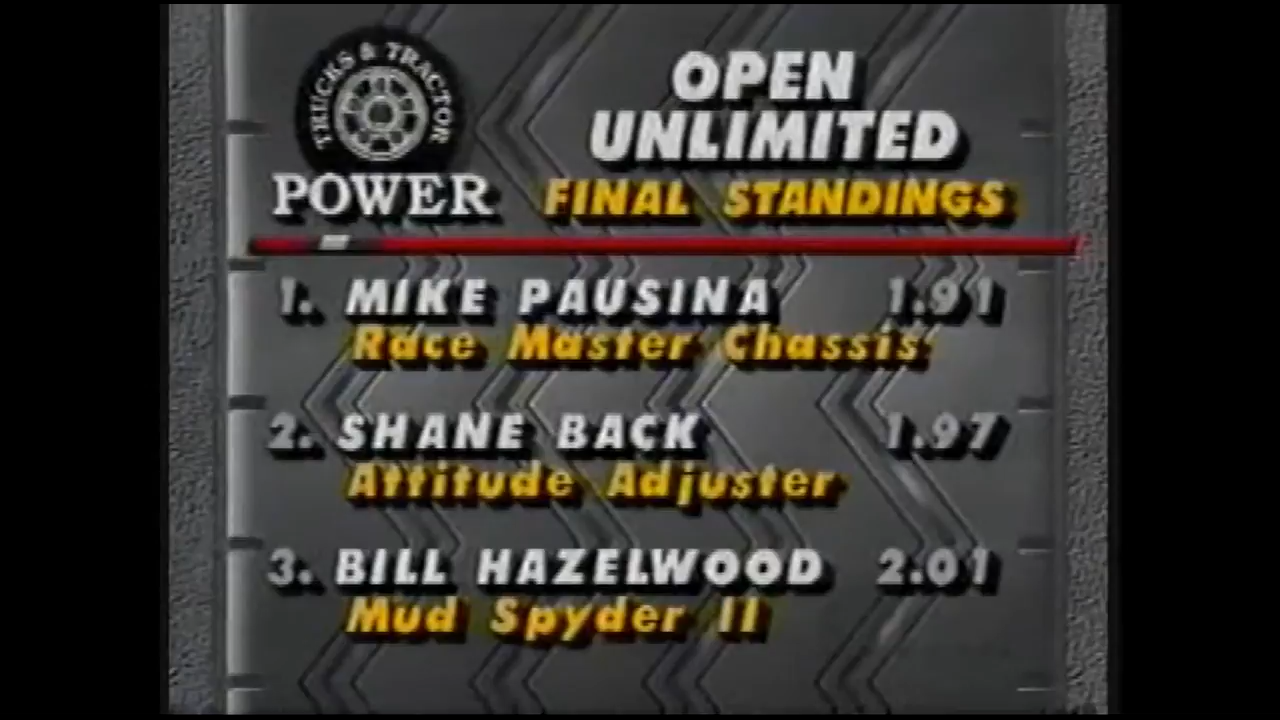 TRUCKS & TRACTOR
POWER
OPEN
UNLIMITED
FINAL STANDINGS
1. MIKE PAUSINA 1.91
Race Master Chassis
2. SHANE BACK 1.97
Attitude Adjuster
3. BILL HAZELWOOD 2.01
Mud Spyder II